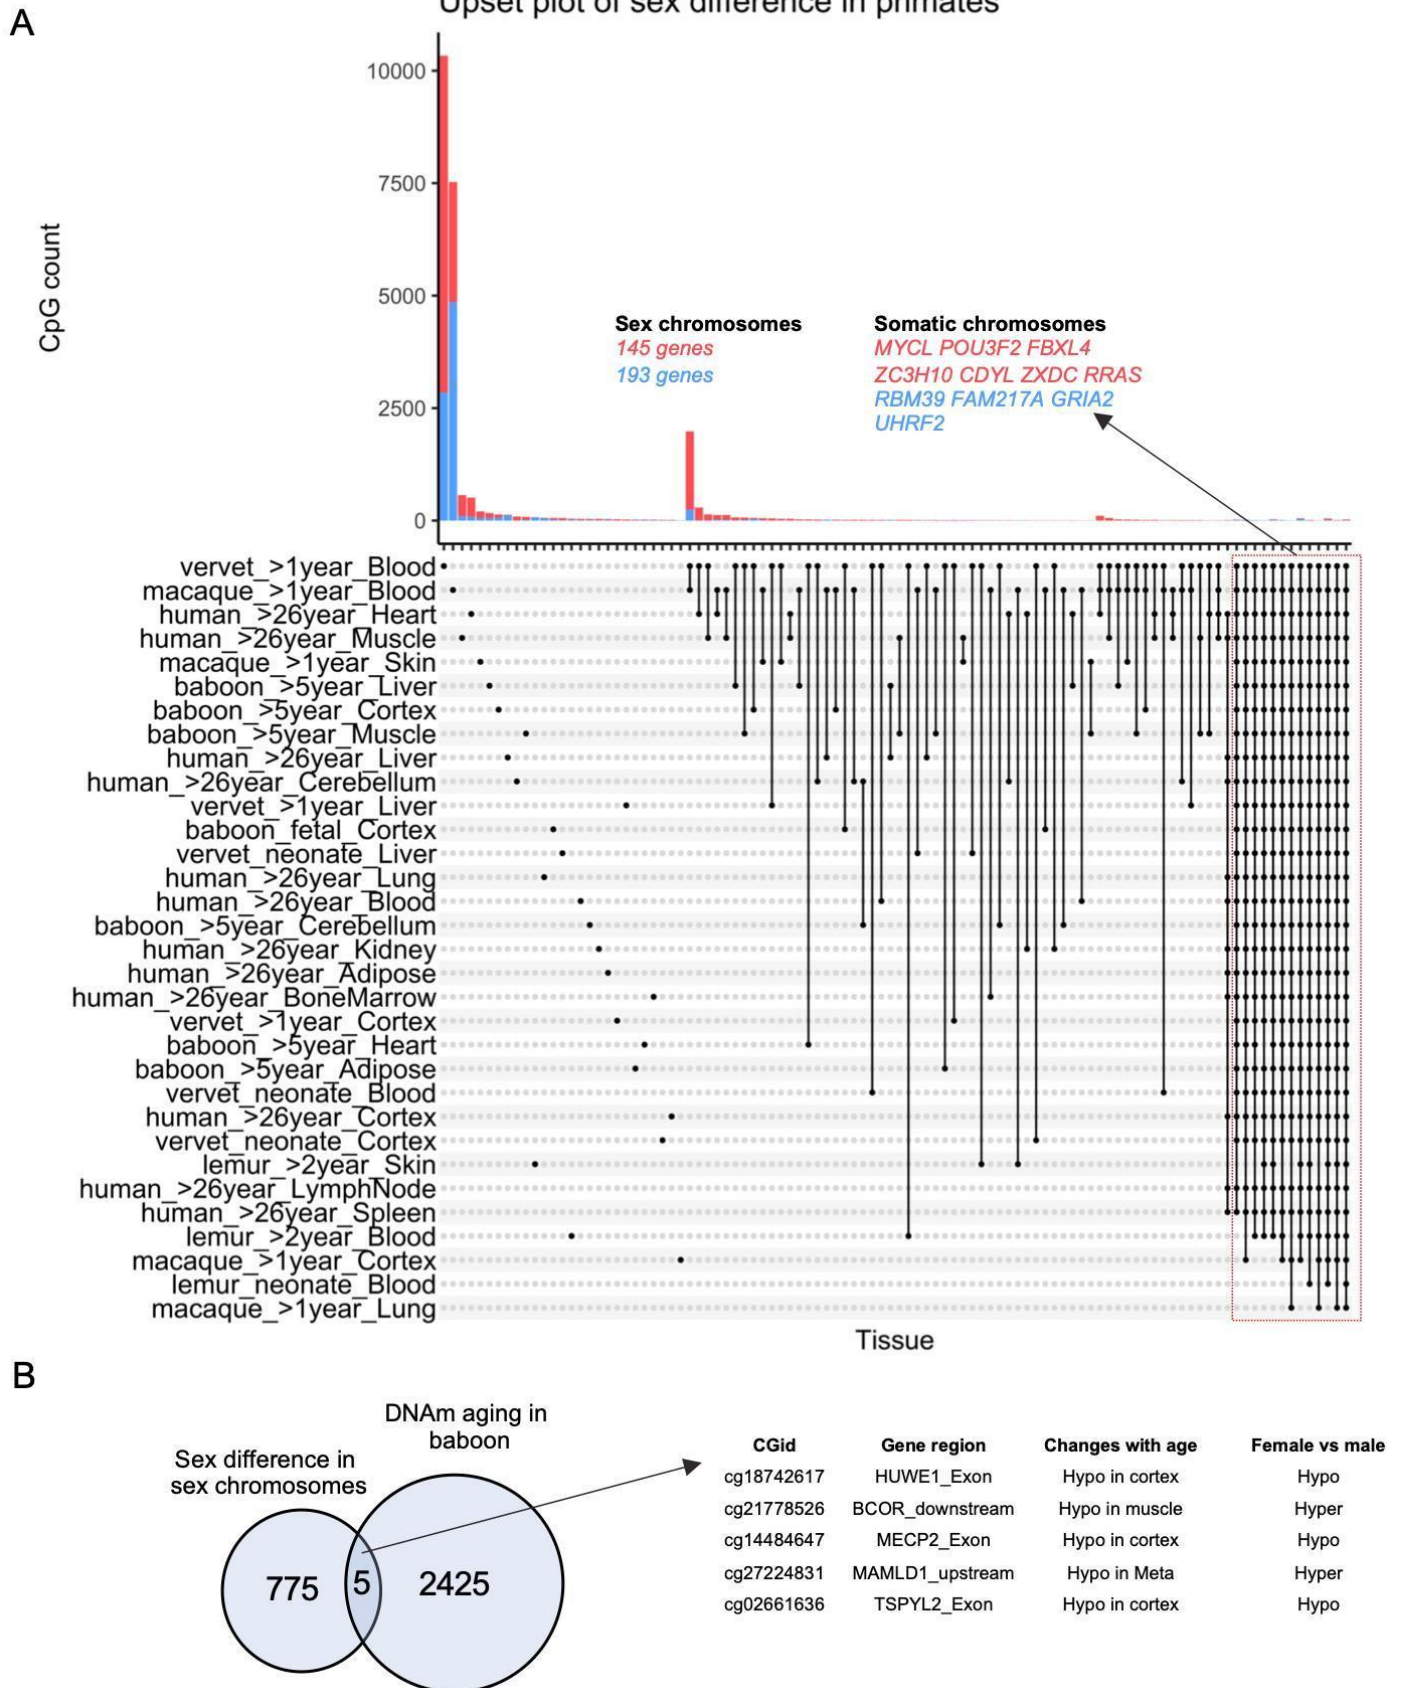 A
Upset plot of sex difference in primates
CpG count
10000
7500
5000
2500
0
Sex chromosomes
145 genes
193 genes
Somatic chromosomes
MYCL POU3F2 FBXL4
ZC3H10 CDYL ZXDC RRAS
RBM39 FAM217A GRIA2
UHRF2
vervet_>1year_Blood
macaque_>1year_Blood
human_>26year_Heart
human_>26year_Muscle
macaque_>1year_Skin
baboon_>5year_Liver
baboon_>5year_Cortex
baboon_>5year_Muscle
human_>26year_Liver
human_>26year_Cerebellum
vervet_>1year_Liver
baboon_fetal_Cortex
vervet_neonate_Liver
human_>26year_Lung
human_>26year_Blood
baboon_>5year_Cerebellum
human_>26year_Kidney
human_>26year_Adipose
human_>26year_BoneMarrow
vervet_>1year_Cortex
baboon_>5year_Heart
baboon_>5year_Adipose
vervet_neonate_Blood
human_>26year_Cortex
vervet_neonate_Cortex
lemur_>2year_Skin
human_>26year_LymphNode
human_>26year_Spleen
lemur_>2year_Blood
macaque_>1year_Cortex
lemur_neonate_Blood
macaque_>1year_Lung
Tissue
B
Sex difference in
sex chromosomes
DNAm aging in
baboon
775 5 2425
CGid Gene region Changes with age Female vs male
cg18742617 HUWE1_Exon Hypo in cortex Hypo
cg21778526 BCOR_downstream Hypo in muscle Hyper
cg14484647 MECP2_Exon Hypo in cortex Hypo
cg27224831 MAMLD1_upstream Hypo in Meta Hyper
cg02661636 TSPYL2_Exon Hypo in cortex Hypo